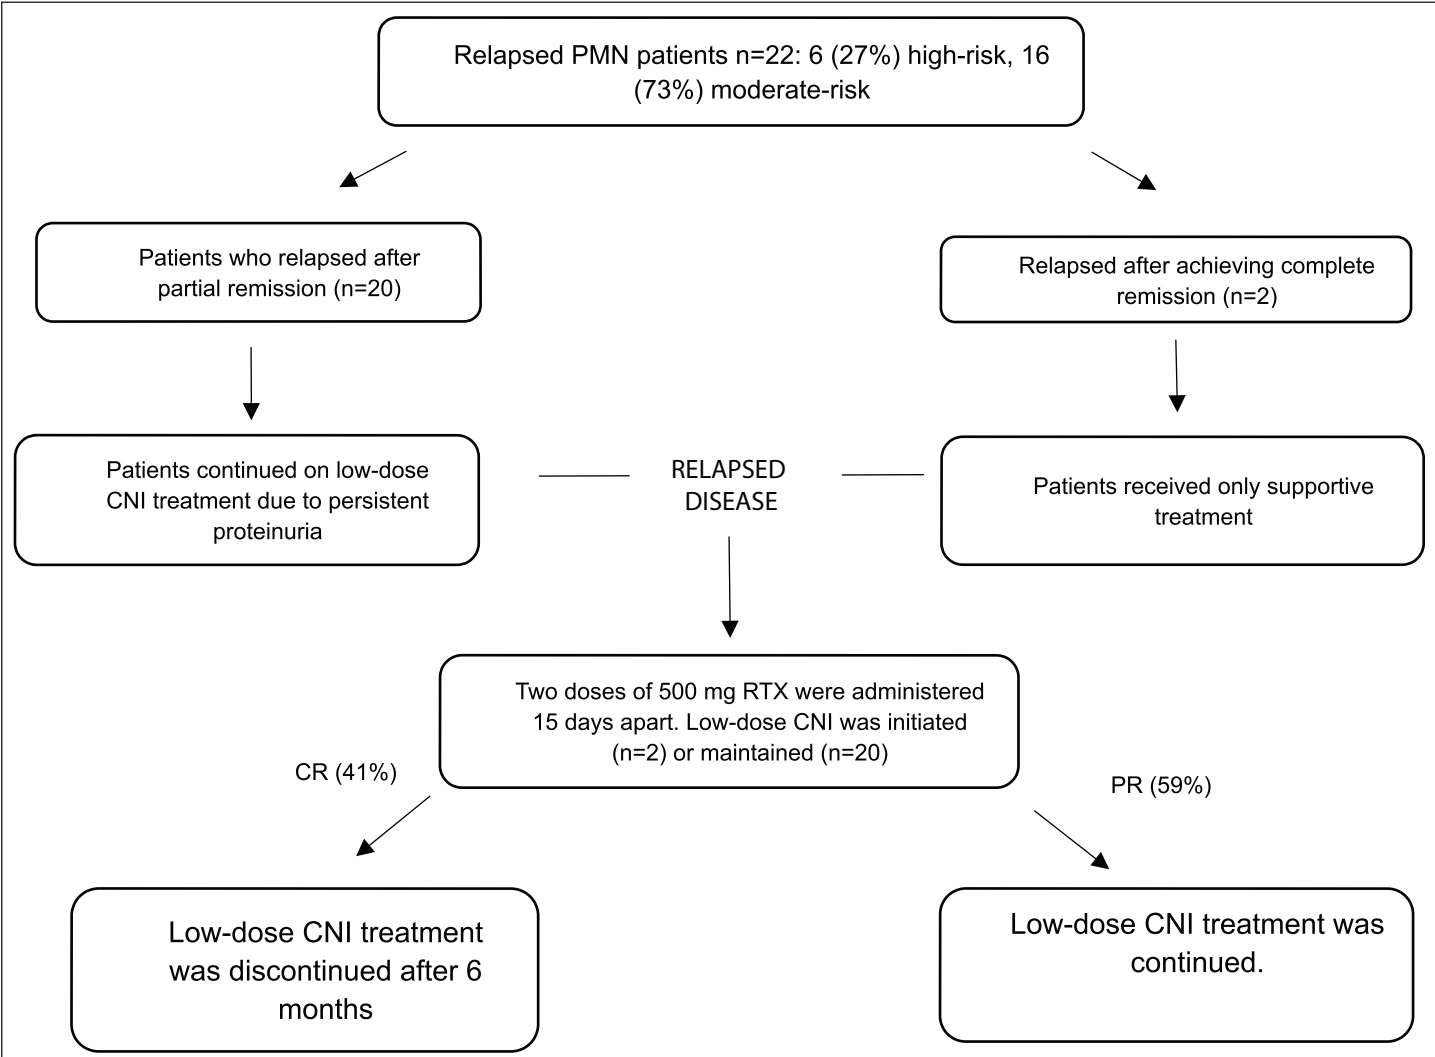 Relapsed PMN patients n=22: 6 (27%) high-risk, 16
(73%) moderate-risk
Patients who relapsed after
partial remission (n=20)
Relapsed after achieving complete
remission (n=2)
Patients continued on low-dose
CNI treatment due to persistent
proteinuria
RELAPSED
DISEASE
Patients received only supportive
treatment
Two doses of 500 mg RTX were administered
15 days apart. Low-dose CNI was initiated
(n=2) or maintained (n=20)
CR (41%)
PR (59%)
Low-dose CNI treatment
was discontinued after 6
months
Low-dose CNI treatment was
continued.